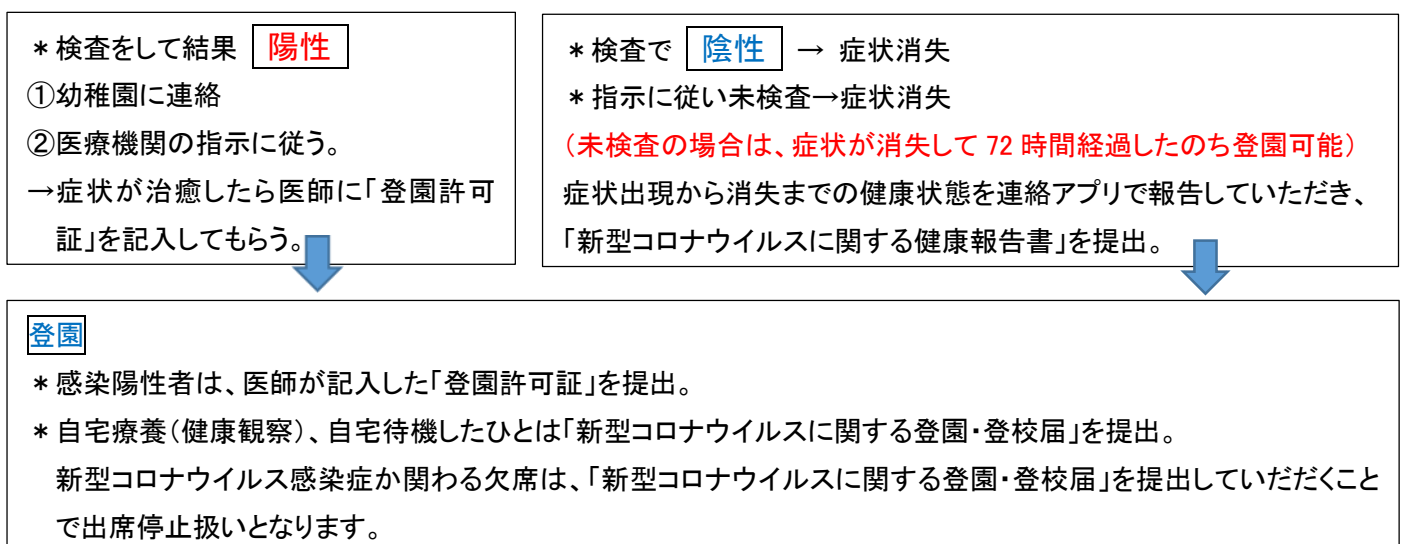 ＊検査をして結果 陽性
①幼稚園に連絡
②医療機関の指示に従う。
→症状が治癒したら医師に「登園許可
証」を記入してもらう。
＊検査で 陰性 → 症状消失
＊指示に従い未検査→症状消失
（未検査の場合は、症状が消失して 72 時間経過したのち登園可能）
症状出現から消失までの健康状態を連絡アプリで報告していただき、
「新型コロナウイルスに関する健康報告書」を提出。
登園
＊感染陽性者は、医師が記入した「登園許可証」を提出。
＊自宅療養（健康観察）、自宅待機したひとは「新型コロナウイルスに関する登園・登校届」を提出。
新型コロナウイルス感染症か関わる欠席は、「新型コロナウイルスに関する登園・登校届」を提出していだだくこと
で出席停止扱いとなります。